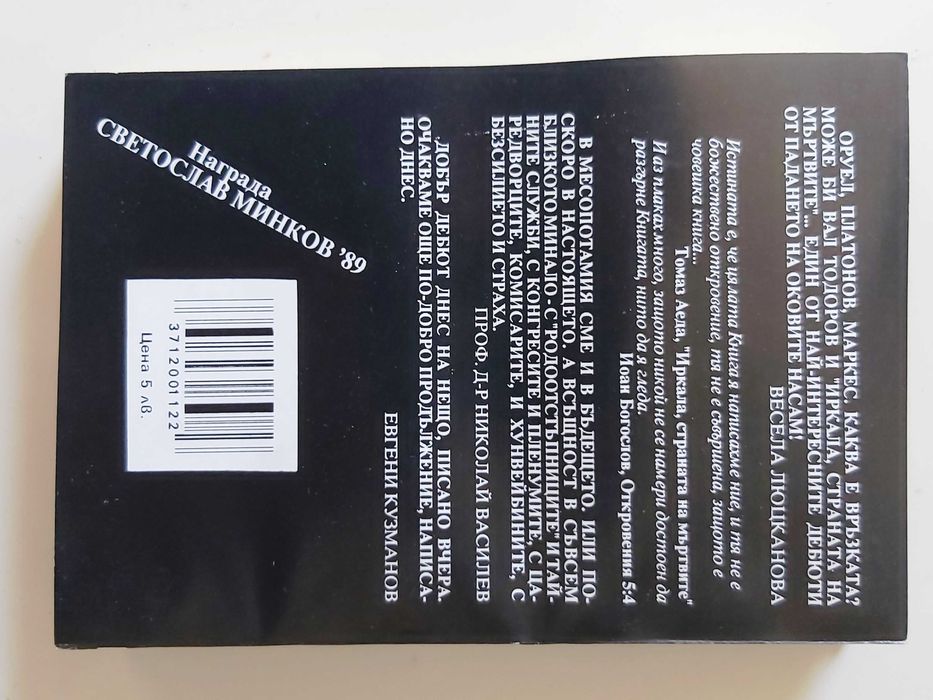 ОРУЕЛ, ПЛАТОНОВ, МАРКЕС, КАКВА Е ВРЪЗКАТА?
МОЖЕ БИ ВАЛ ТОДОРОВ И "ИРКАЛА, СТРАНАТА НА
МЪРТВИТЕ"... ЕДИН ОТ НАЙ-ИНТЕРЕСНИТЕ ДЕБЮТИ
ОТ ПАДАНЕТО НА ОКОВИТЕ НАСАМ!
ВЕСЕЛА ЛЮЦКАНОВА
Истината е, че цялата Книга я написахме ние, и тя не е
божествено откровение, тя не е съвършена, защото е
човешка книга...
Томаз Аеда, "Иркала, страната на мъртвите"
И аз плаках много, защото никой не се намери достоен да
разгърне Книгата, нито да я гледа.
Йоан Богослов, Откровения 5:4
В МЕСОПОТАМИЯ СМЕ И В БЪДЕЩЕТО. ИЛИ ПО-
СКОРО В НАСТОЯЩЕТО. А ВСЪЩНОСТ В СЪВСЕМ
БЛИЗКОТО МИНАЛО - С "РОДООТСТЪПНИЦИТЕ" И ТАЙ-
НИТЕ СЛУЖБИ, С КОНГРЕСИТЕ И ПЛЕНУМИТЕ, С ЦА-
РЕДВОРЦИТЕ, КОМИСАРИТЕ, И ХУНВЕЙБИНИТЕ, С
БЕЗСИЛИЕТО И СТРАХА.
ПРОФ. Д-Р НИКОЛАЙ ВАСИЛЕВ
ДОБЪР ДЕБЮТ ДНЕС НА НЕЩО, ПИСАНО ВЧЕРА.
ОЧАКВАМЕ ОЩЕ ПО-ДОБРО ПРОДЪЛЖЕНИЕ, НАПИСА-
НО ДНЕС.
ЕВГЕНИ КУЗМАНОВ
Награда
СВЕТОСЛАВ МИНКОВ '89
3712001122
Цена 5 лв.